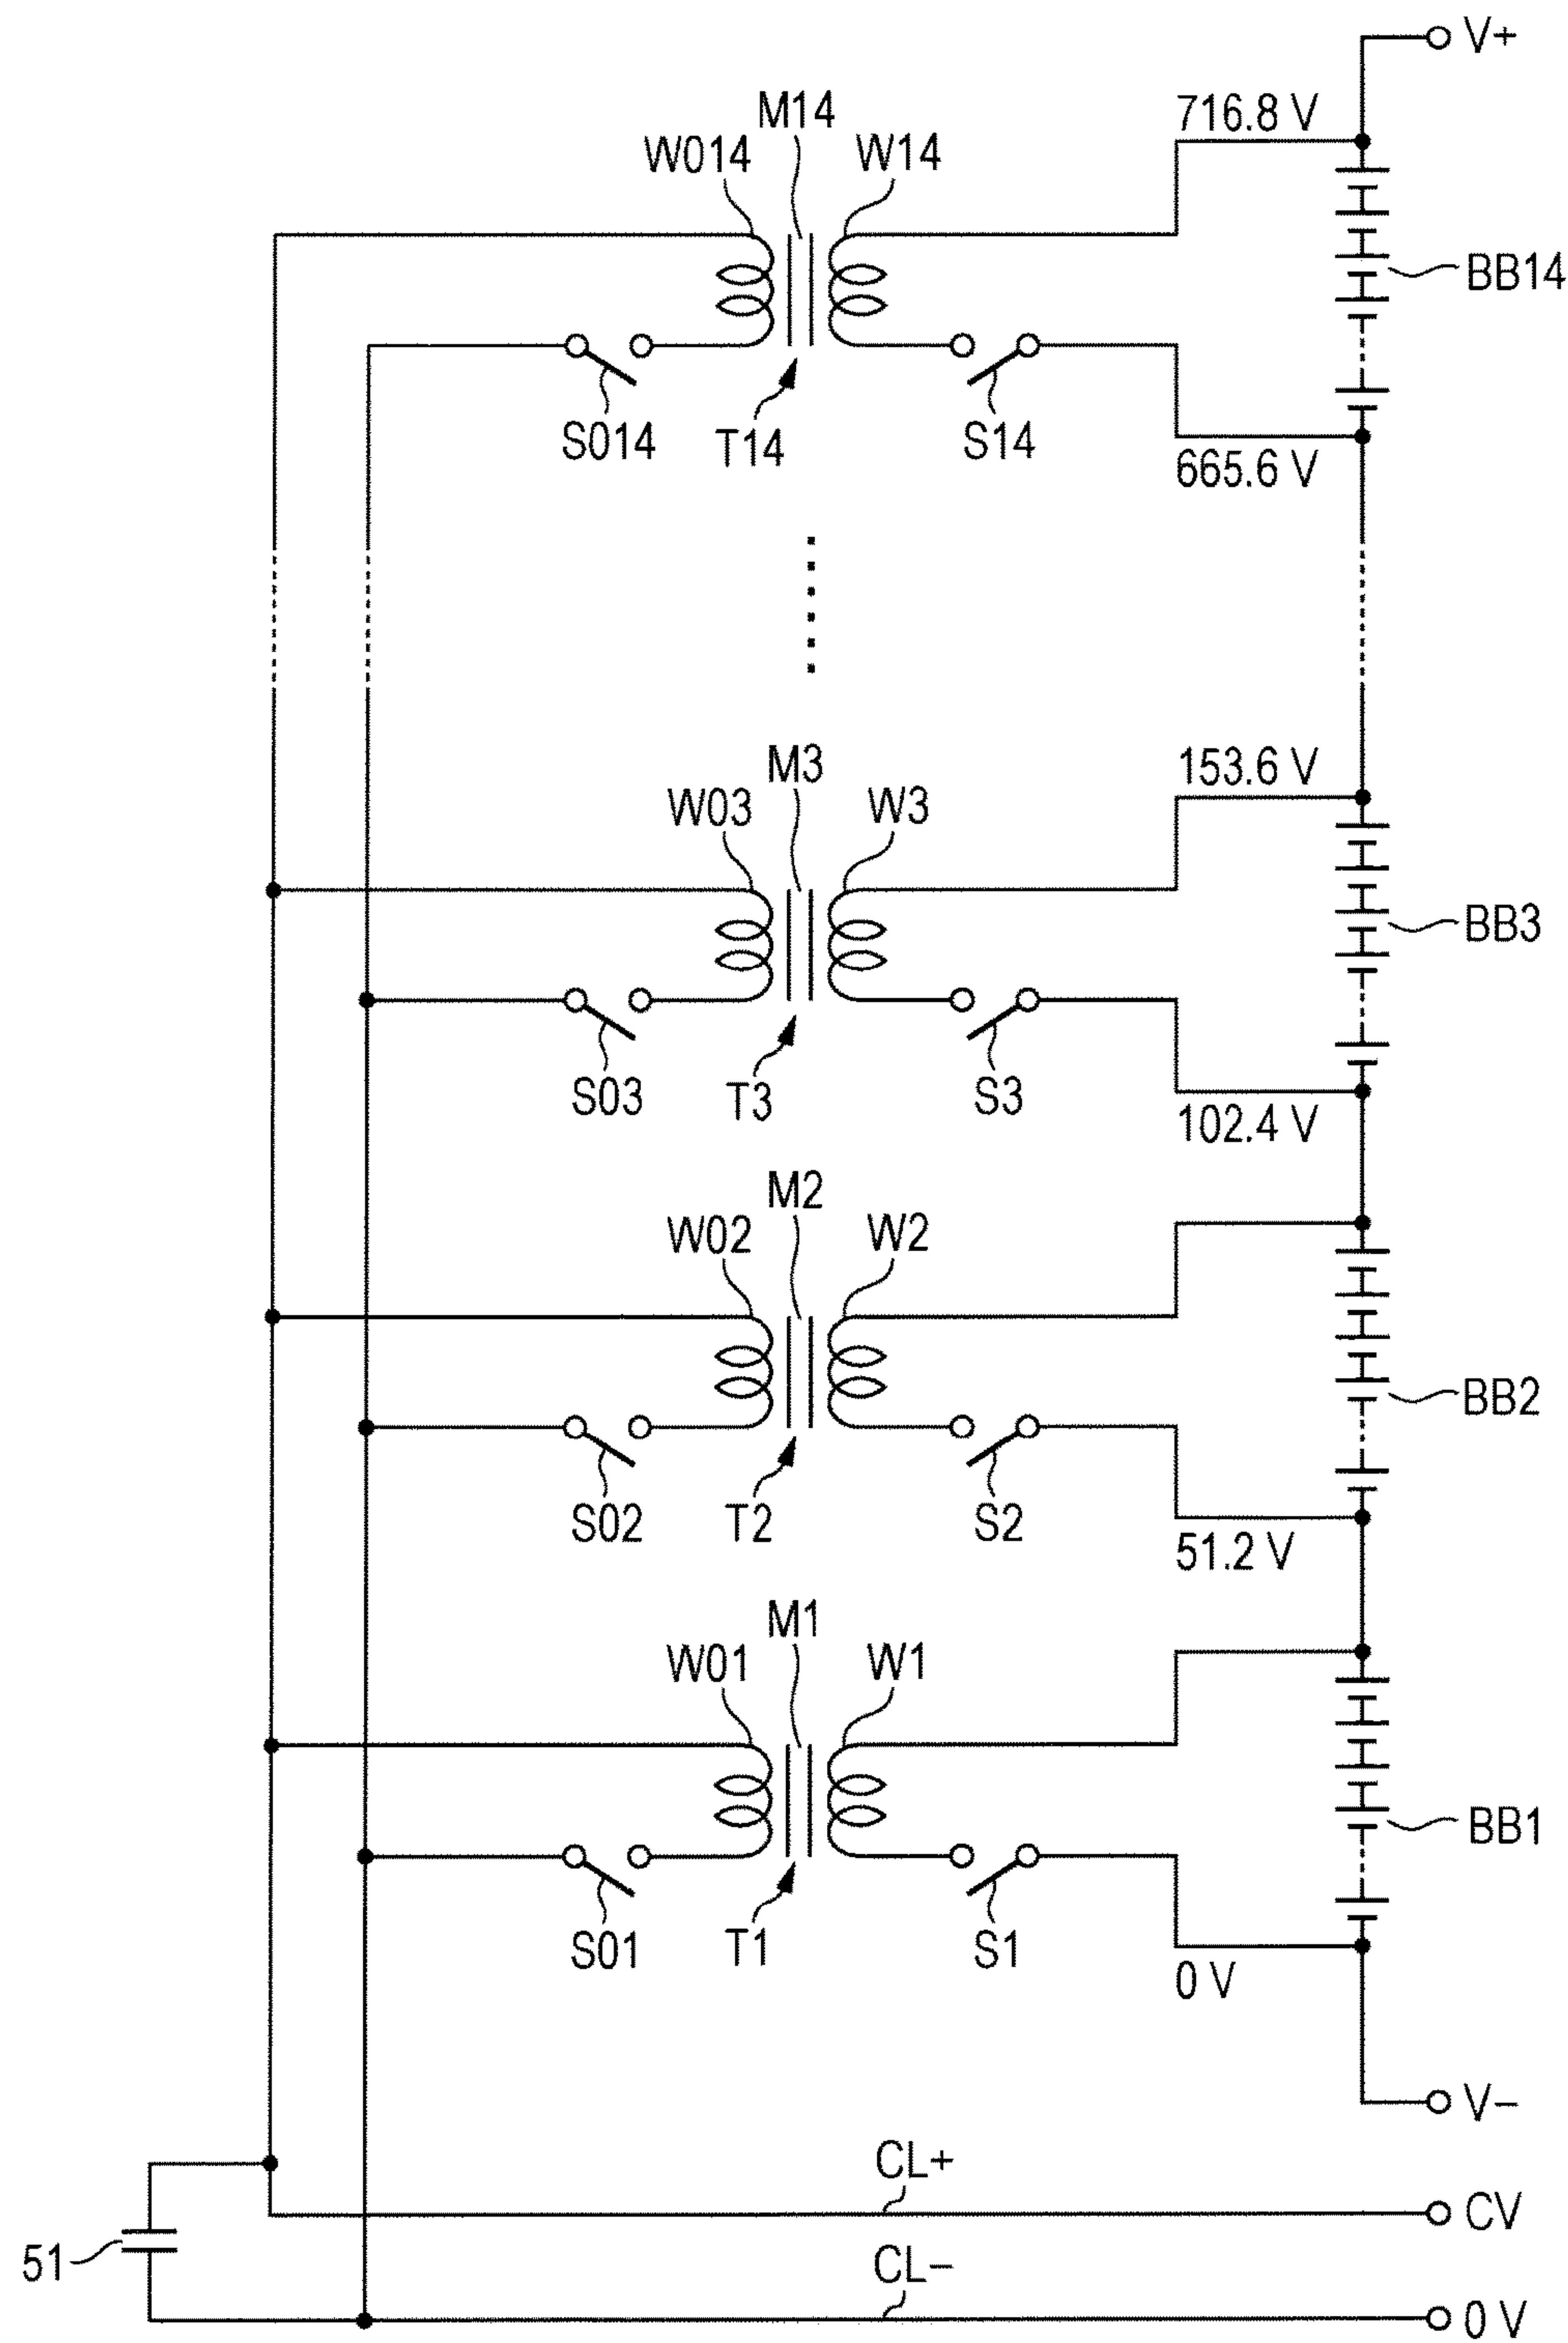 V+
716.8 V
M14
W014
W14
BB14
S014
T14
S14
665.6 V
153.6 V
M3
W03
W3
BB3
S03
T3
S3
102.4 V
M2
W02
W2
BB2
S02
T2
S2
51.2 V
M1
W01
W1
BB1
S01
T1
S1
0 V
V−
CL+
CV
51
CL−
0 V